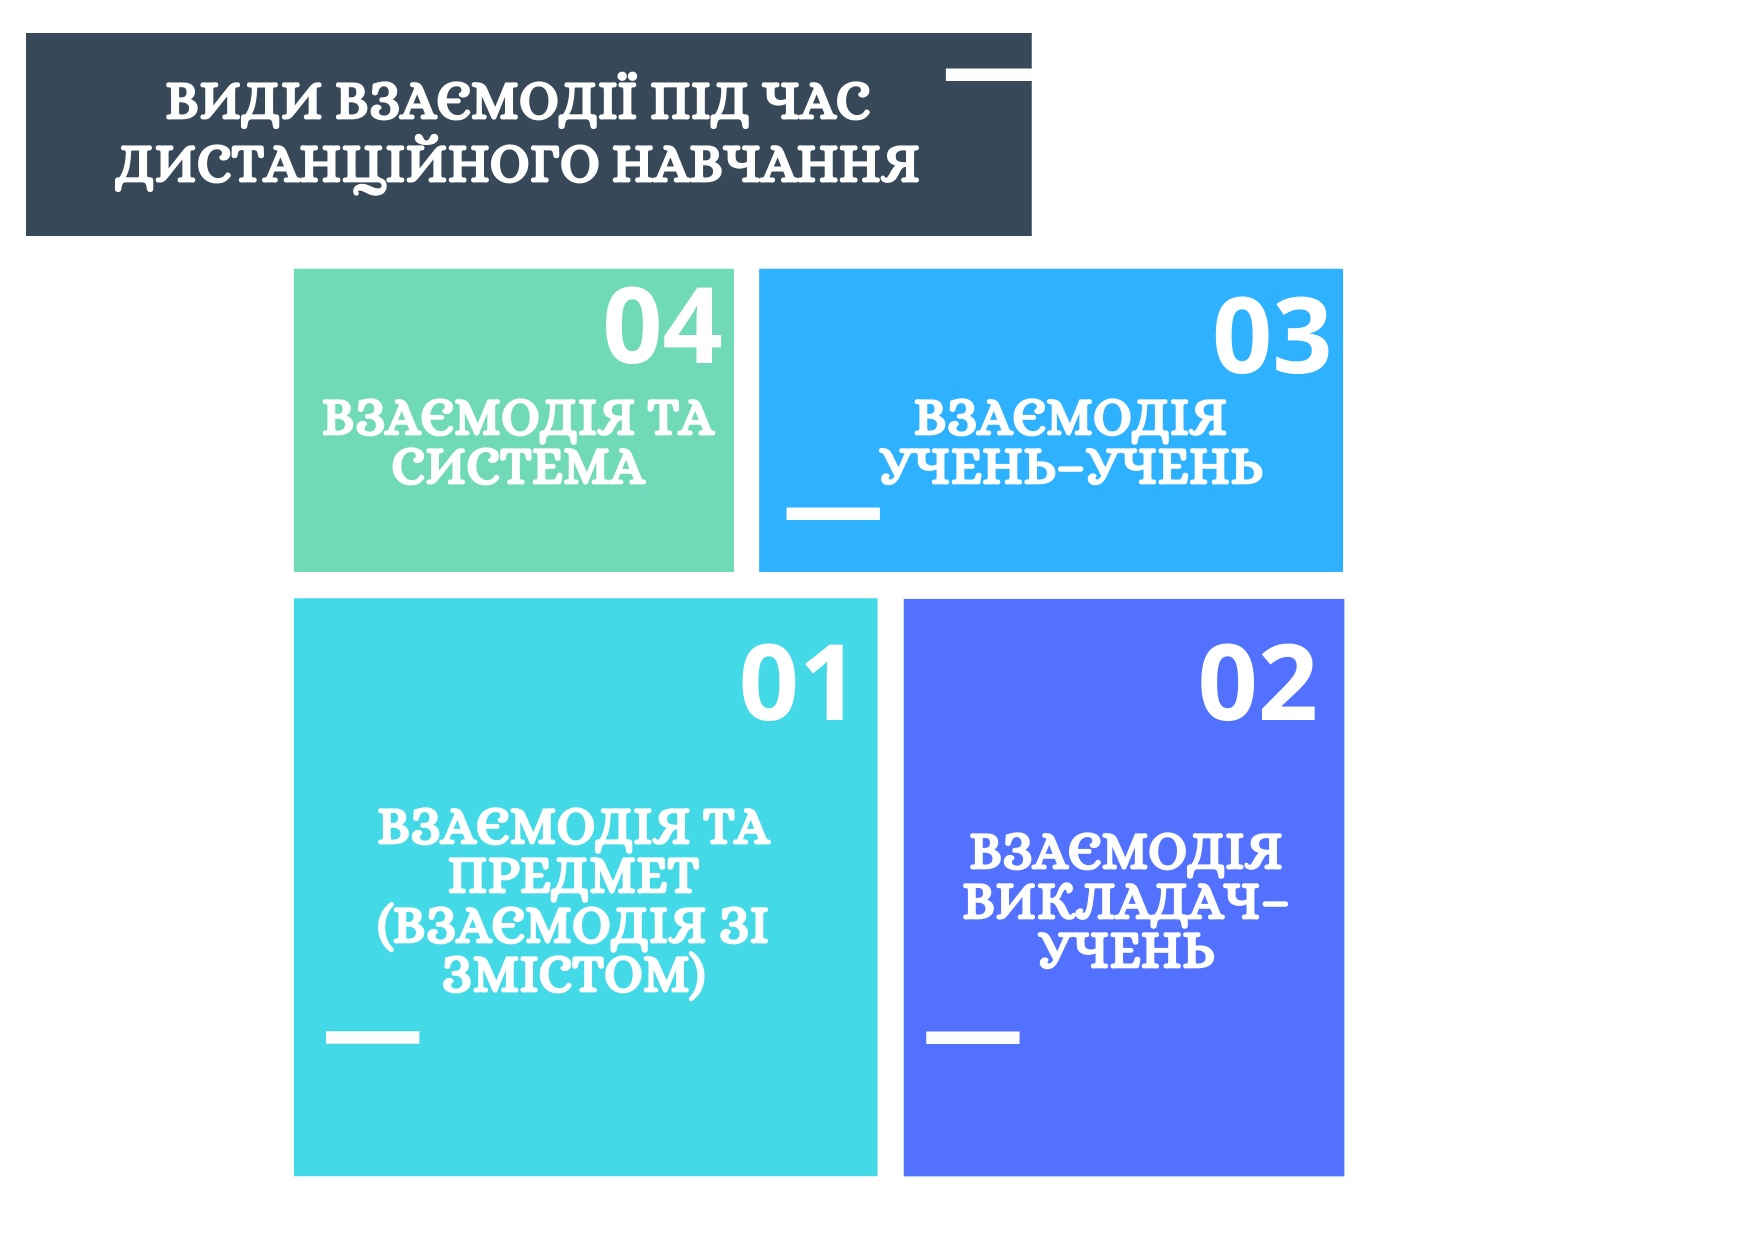 ВИДИ ВЗАЄМОДІЇ ПІД ЧАС
ДИСТАНЦІЙНОГО НАВЧАННЯ
04
ВЗАЄМОДІЯ ТА
СИСТЕМА
03
ВЗАЄМОДІЯ
УЧЕНЬ–УЧЕНЬ
01
ВЗАЄМОДІЯ ТА
ПРЕДМЕТ
(ВЗАЄМОДІЯ ЗІ
ЗМІСТОМ)
02
ВЗАЄМОДІЯ
ВИКЛАДАЧ–
УЧЕНЬ